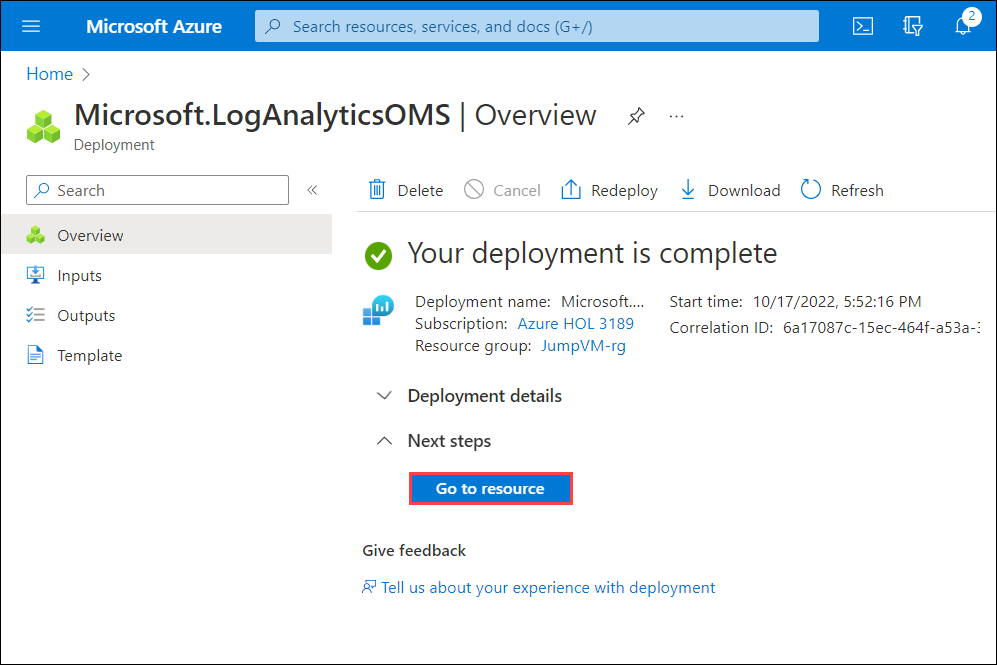 Microsoft Azure
Search resources, services, and docs (G+/)
2
Home
Microsoft.LogAnalyticsOMS | Overview
...
Deployment
Search
«
Delete
Cancel
Redeploy
Download
Refresh
Overview
Inputs
Outputs
Template
Your deployment is complete
Deployment name: Microsoft....
Subscription: Azure HOL 3189
Resource group: JumpVM-rg
Start time: 10/17/2022, 5:52:16 PM
Correlation ID: 6a17087c-15ec-464f-a53a-
Deployment details
Next steps
Go to resource
Give feedback
Tell us about your experience with deployment